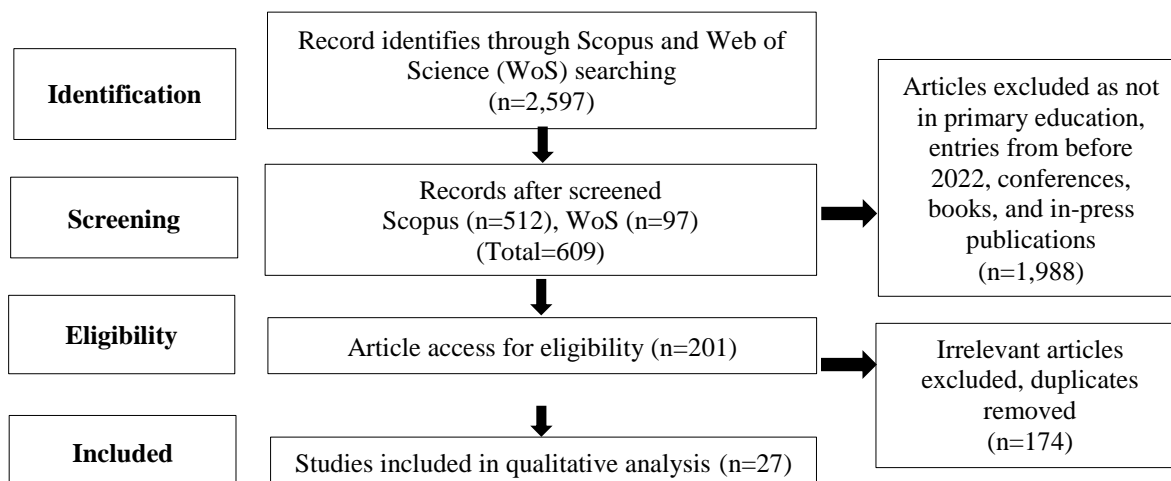 Identification
Record identifies through Scopus and Web of
Science (WoS) searching
(n=2,597)
Articles excluded as not
in primary education,
entries from before
2022, conferences,
books, and in-press
publications
(n=1,988)
Screening
Records after screened
Scopus (n=512), WoS (n=97)
(Total=609)
Eligibility
Article access for eligibility (n=201)
Irrelevant articles
excluded, duplicates
removed
(n=174)
Included
Studies included in qualitative analysis (n=27)